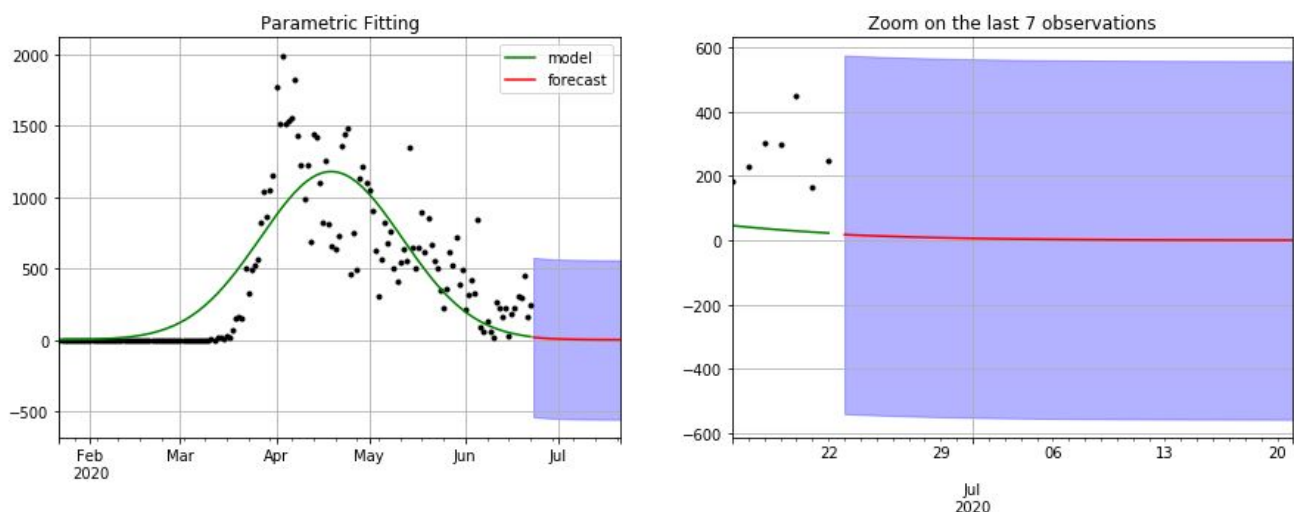 Parametric Fitting
model
forecast
2000
1500
1000
500
0
−500
Feb Mar Apr May Jun Jul
2020
Zoom on the last 7 observations
600
400
200
0
−200
−400
−600
22 29 06 13 20
Jul
2020